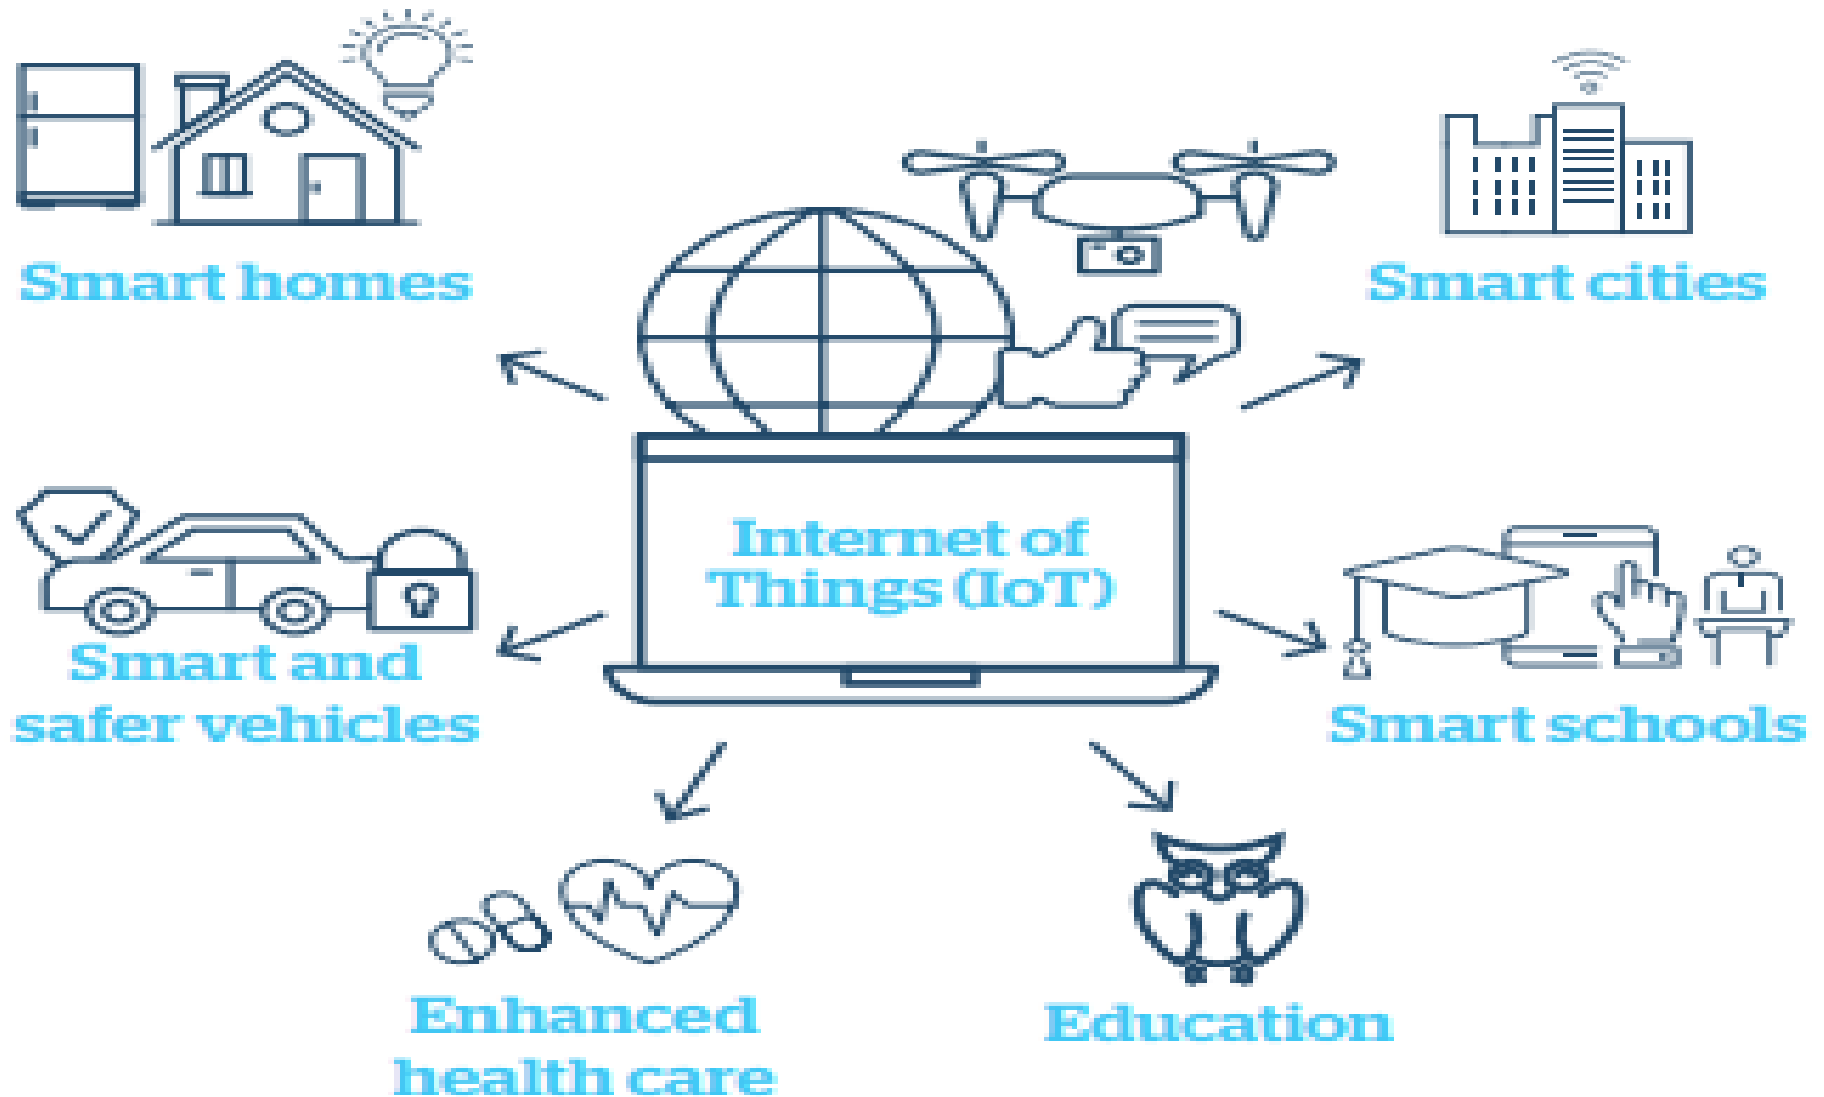 Smart homes
Smart cities
Internet of
Things (IoT)
Smart and
safer vehicles
Smart schools
Enhanced
health care
Education